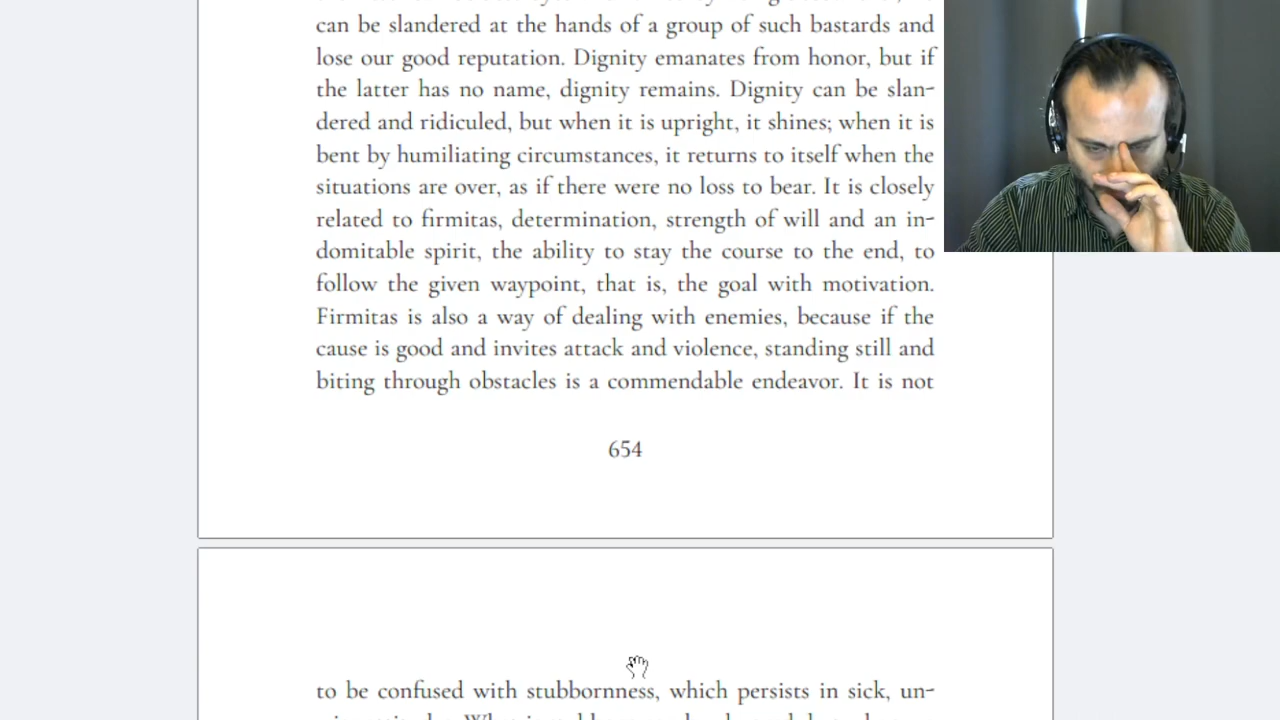 can be slandered at the hands of a group of such bastards and
lose our good reputation. Dignity emanates from honor, but if
the latter has no name, dignity remains. Dignity can be slan-
dered and ridiculed, but when it is upright, it shines; when it is
bent by humiliating circumstances, it returns to itself when the
situations are over, as if there were no loss to bear. It is closely
related to firmitas, determination, strength of will and an in-
domitable spirit, the ability to stay the course to the end, to
follow the given waypoint, that is, the goal with motivation.
Firmitas is also a way of dealing with enemies, because if the
cause is good and invites attack and violence, standing still and
biting through obstacles is a commendable endeavor. It is not
654
to be confused with stubbornness, which persists in sick, un-